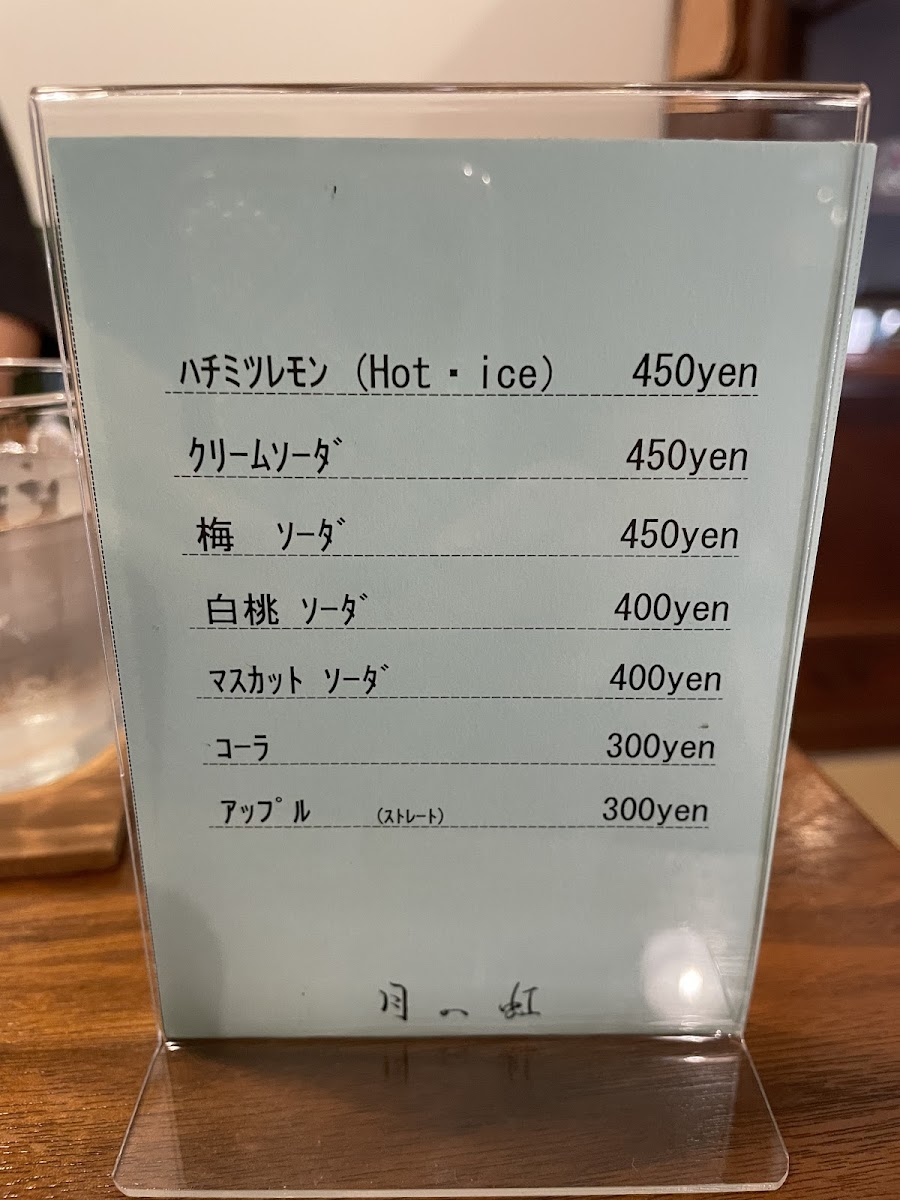 ﾊﾁﾐﾂﾚﾓﾝ (Hot・ice) 450yen
ｸﾘｰﾑｿｰﾀﾞ 450yen
梅 ｿｰﾀﾞ 450yen
白桃 ｿｰﾀﾞ 400yen
ﾏｽｶｯﾄ ｿｰﾀﾞ 400yen
ｺｰﾗ 300yen
ｱｯﾌﾟﾙ (ｽﾄﾚｰﾄ) 300yen
月の虹